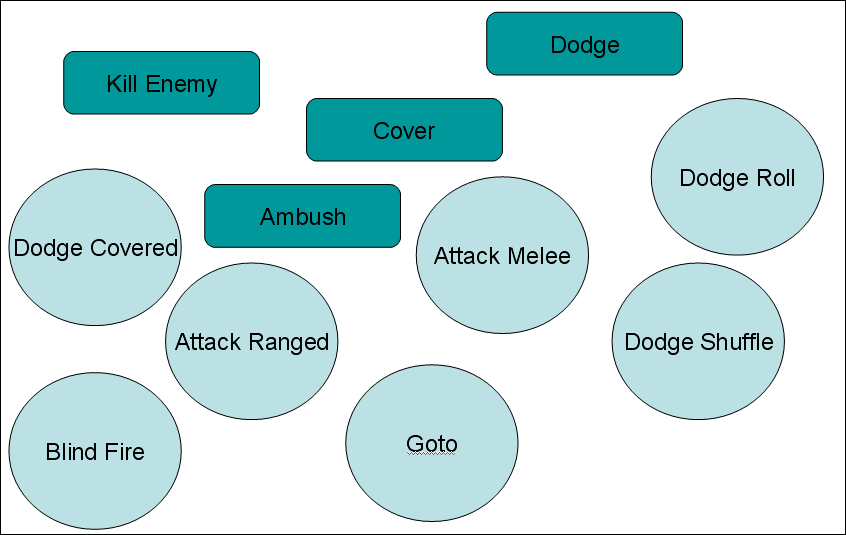 Dodge
Kill Enemy
Cover
Dodge Roll
Ambush
Dodge Covered
Attack Melee
Attack Ranged
Dodge Shuffle
Blind Fire
Goto